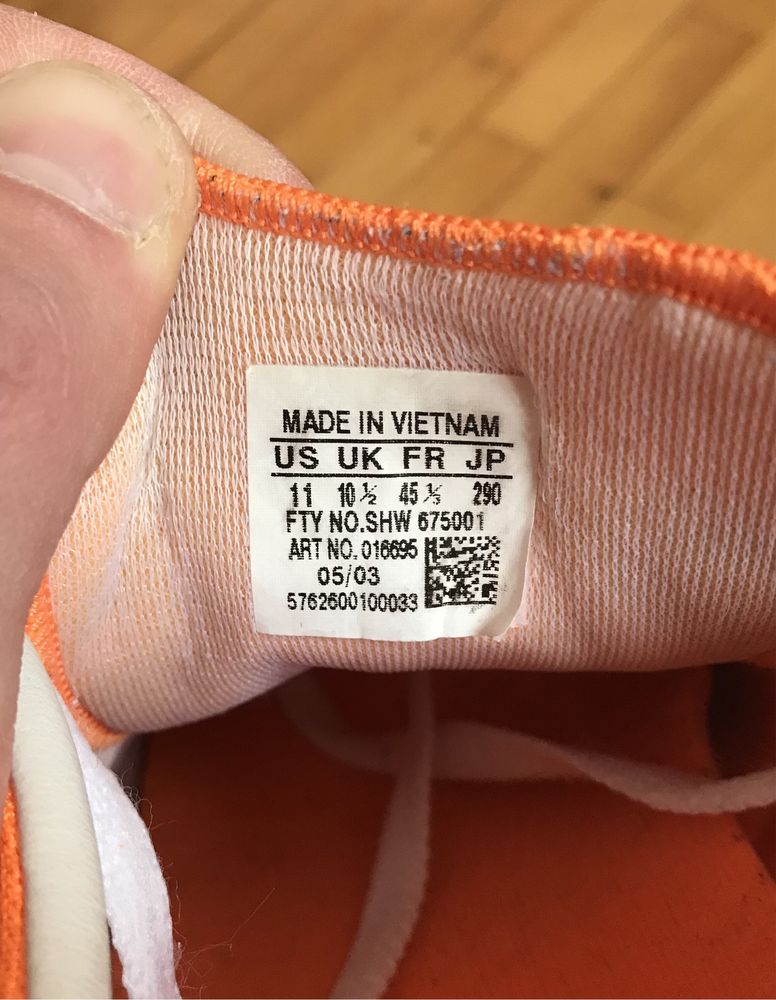 MADE IN VIETNAM
US UK FR JP
11 10 ½ 45 ⅓ 290
FTY NO.SHW 675001
ART NO. 016695
05/03
5762600100033